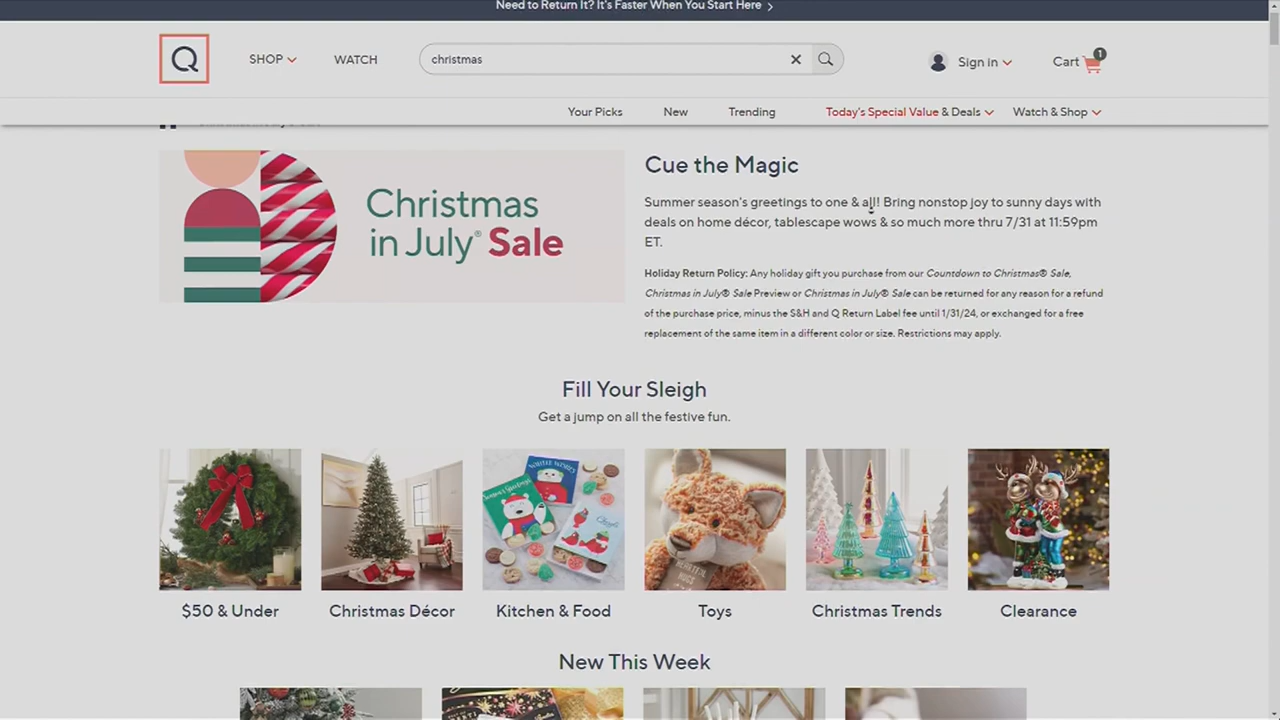 Need to Return It? It's Faster When You Start Here
Q
SHOP
WATCH
christmas
Sign in
Cart
1
Your Picks
New
Trending
Today's Special Value & Deals
Watch & Shop
Christmas
in July® Sale
Cue the Magic
Summer season's greetings to one & all! Bring nonstop joy to sunny days with
deals on home décor, tablescape wows & so much more thru 7/31 at 11:59pm
ET.
Holiday Return Policy: Any holiday gift you purchase from our Countdown to Christmas® Sale,
Christmas in July® Sale Preview or Christmas in July® Sale can be returned for any reason for a refund
of the purchase price, minus the S&H and Q Return Label fee until 1/31/24, or exchanged for a free
replacement of the same item in a different color or size. Restrictions may apply.
Fill Your Sleigh
Get a jump on all the festive fun.
$50 & Under
Christmas Décor
Kitchen & Food
Toys
Christmas Trends
Clearance
New This Week